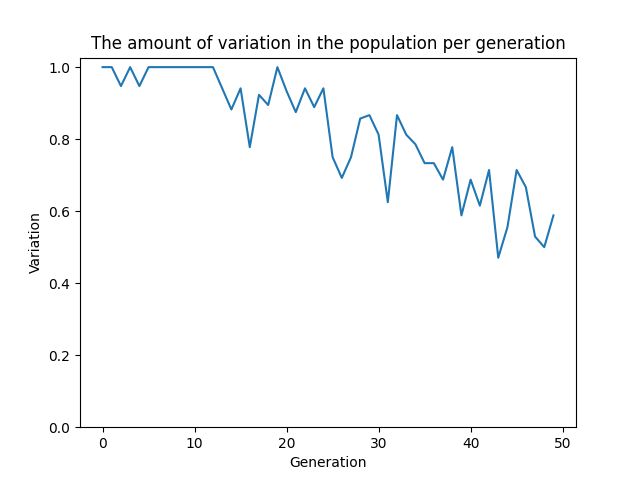 The amount of variation in the population per generation
1.0
0.8
0.6
0.4
0.2
0.0
Variation
0 10 20 30 40 50
Generation